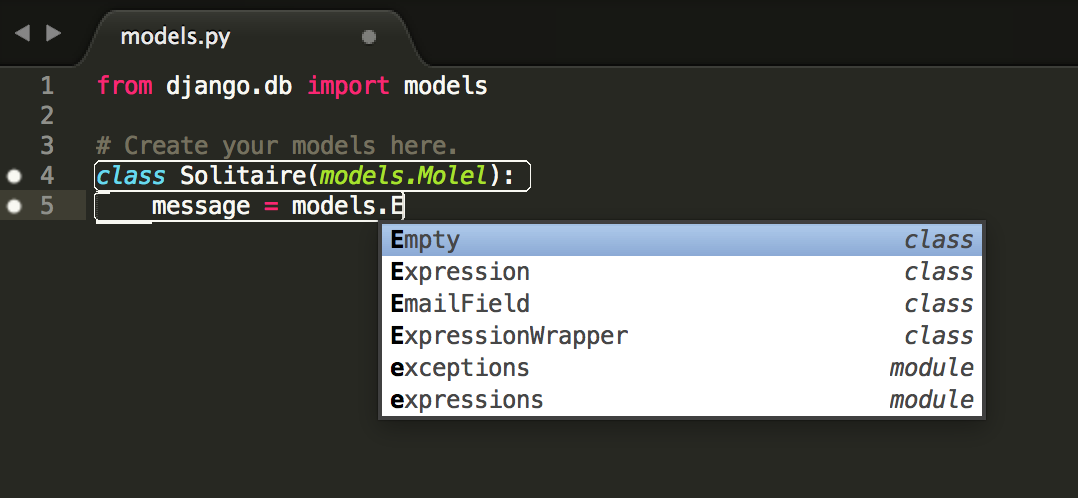 models.py
1 from django.db import models
2
3 # Create your models here.
4 class Solitaire(models.Molel):
5     message = models.E
Empty class
Expression class
EmailField class
ExpressionWrapper class
exceptions module
expressions module